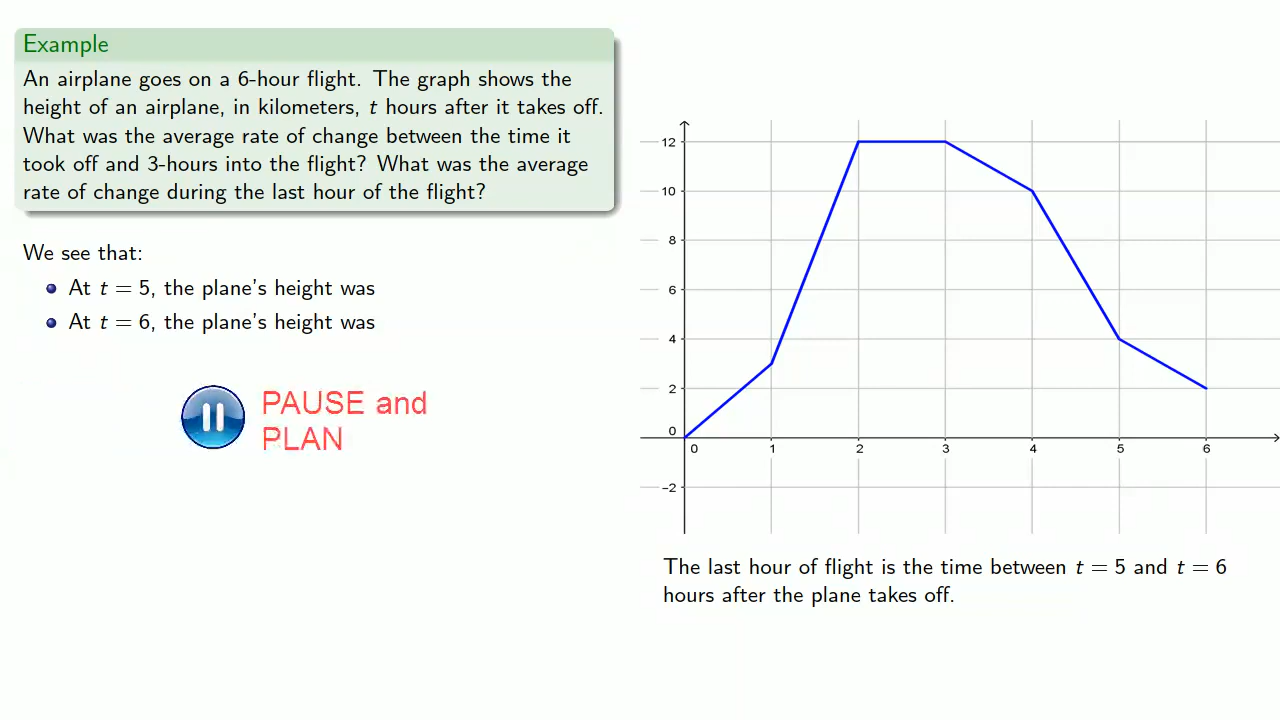 Example
An airplane goes on a 6-hour flight. The graph shows the
height of an airplane, in kilometers, t hours after it takes off.
What was the average rate of change between the time it
took off and 3-hours into the flight? What was the average
rate of change during the last hour of the flight?
We see that:
At t = 5, the plane's height was
At t = 6, the plane's height was
PAUSE and
PLAN
12
10
8
6
4
2
0
−2
0 1 2 3 4 5 6
The last hour of flight is the time between t = 5 and t = 6
hours after the plane takes off.